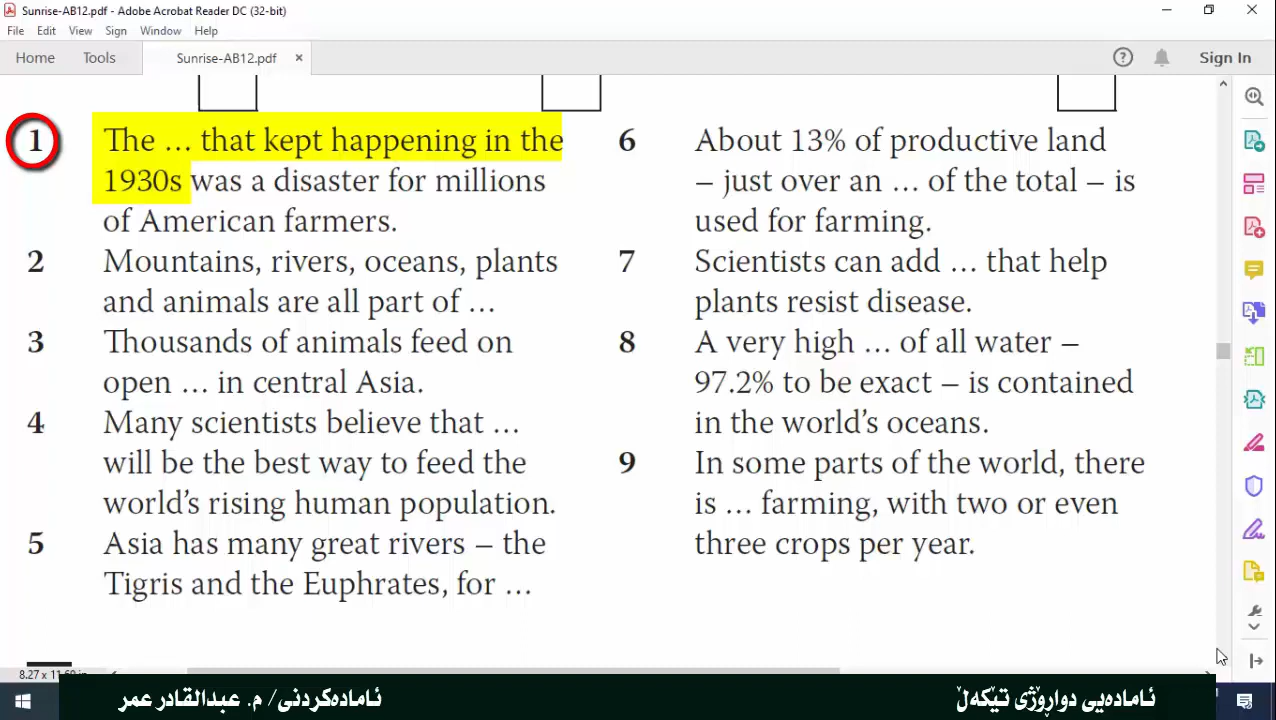 Sunrise-AB12.pdf - Adobe Acrobat Reader DC (32-bit)
File Edit View Sign Window Help
Home Tools Sunrise-AB12.pdf × Sign In
1 The … that kept happening in the
1930s was a disaster for millions
of American farmers.
2 Mountains, rivers, oceans, plants
and animals are all part of …
3 Thousands of animals feed on
open … in central Asia.
4 Many scientists believe that …
will be the best way to feed the
world’s rising human population.
5 Asia has many great rivers – the
Tigris and the Euphrates, for …
6 About 13% of productive land
– just over an … of the total – is
used for farming.
7 Scientists can add … that help
plants resist disease.
8 A very high … of all water –
97.2% to be exact – is contained
in the world’s oceans.
9 In some parts of the world, there
is … farming, with two or even
three crops per year.
8.27 x 11.69 in
ئامادەیی دواڕۆژی تێکەڵ
ئامادەکردنی/ م. عبدالقادر عمر